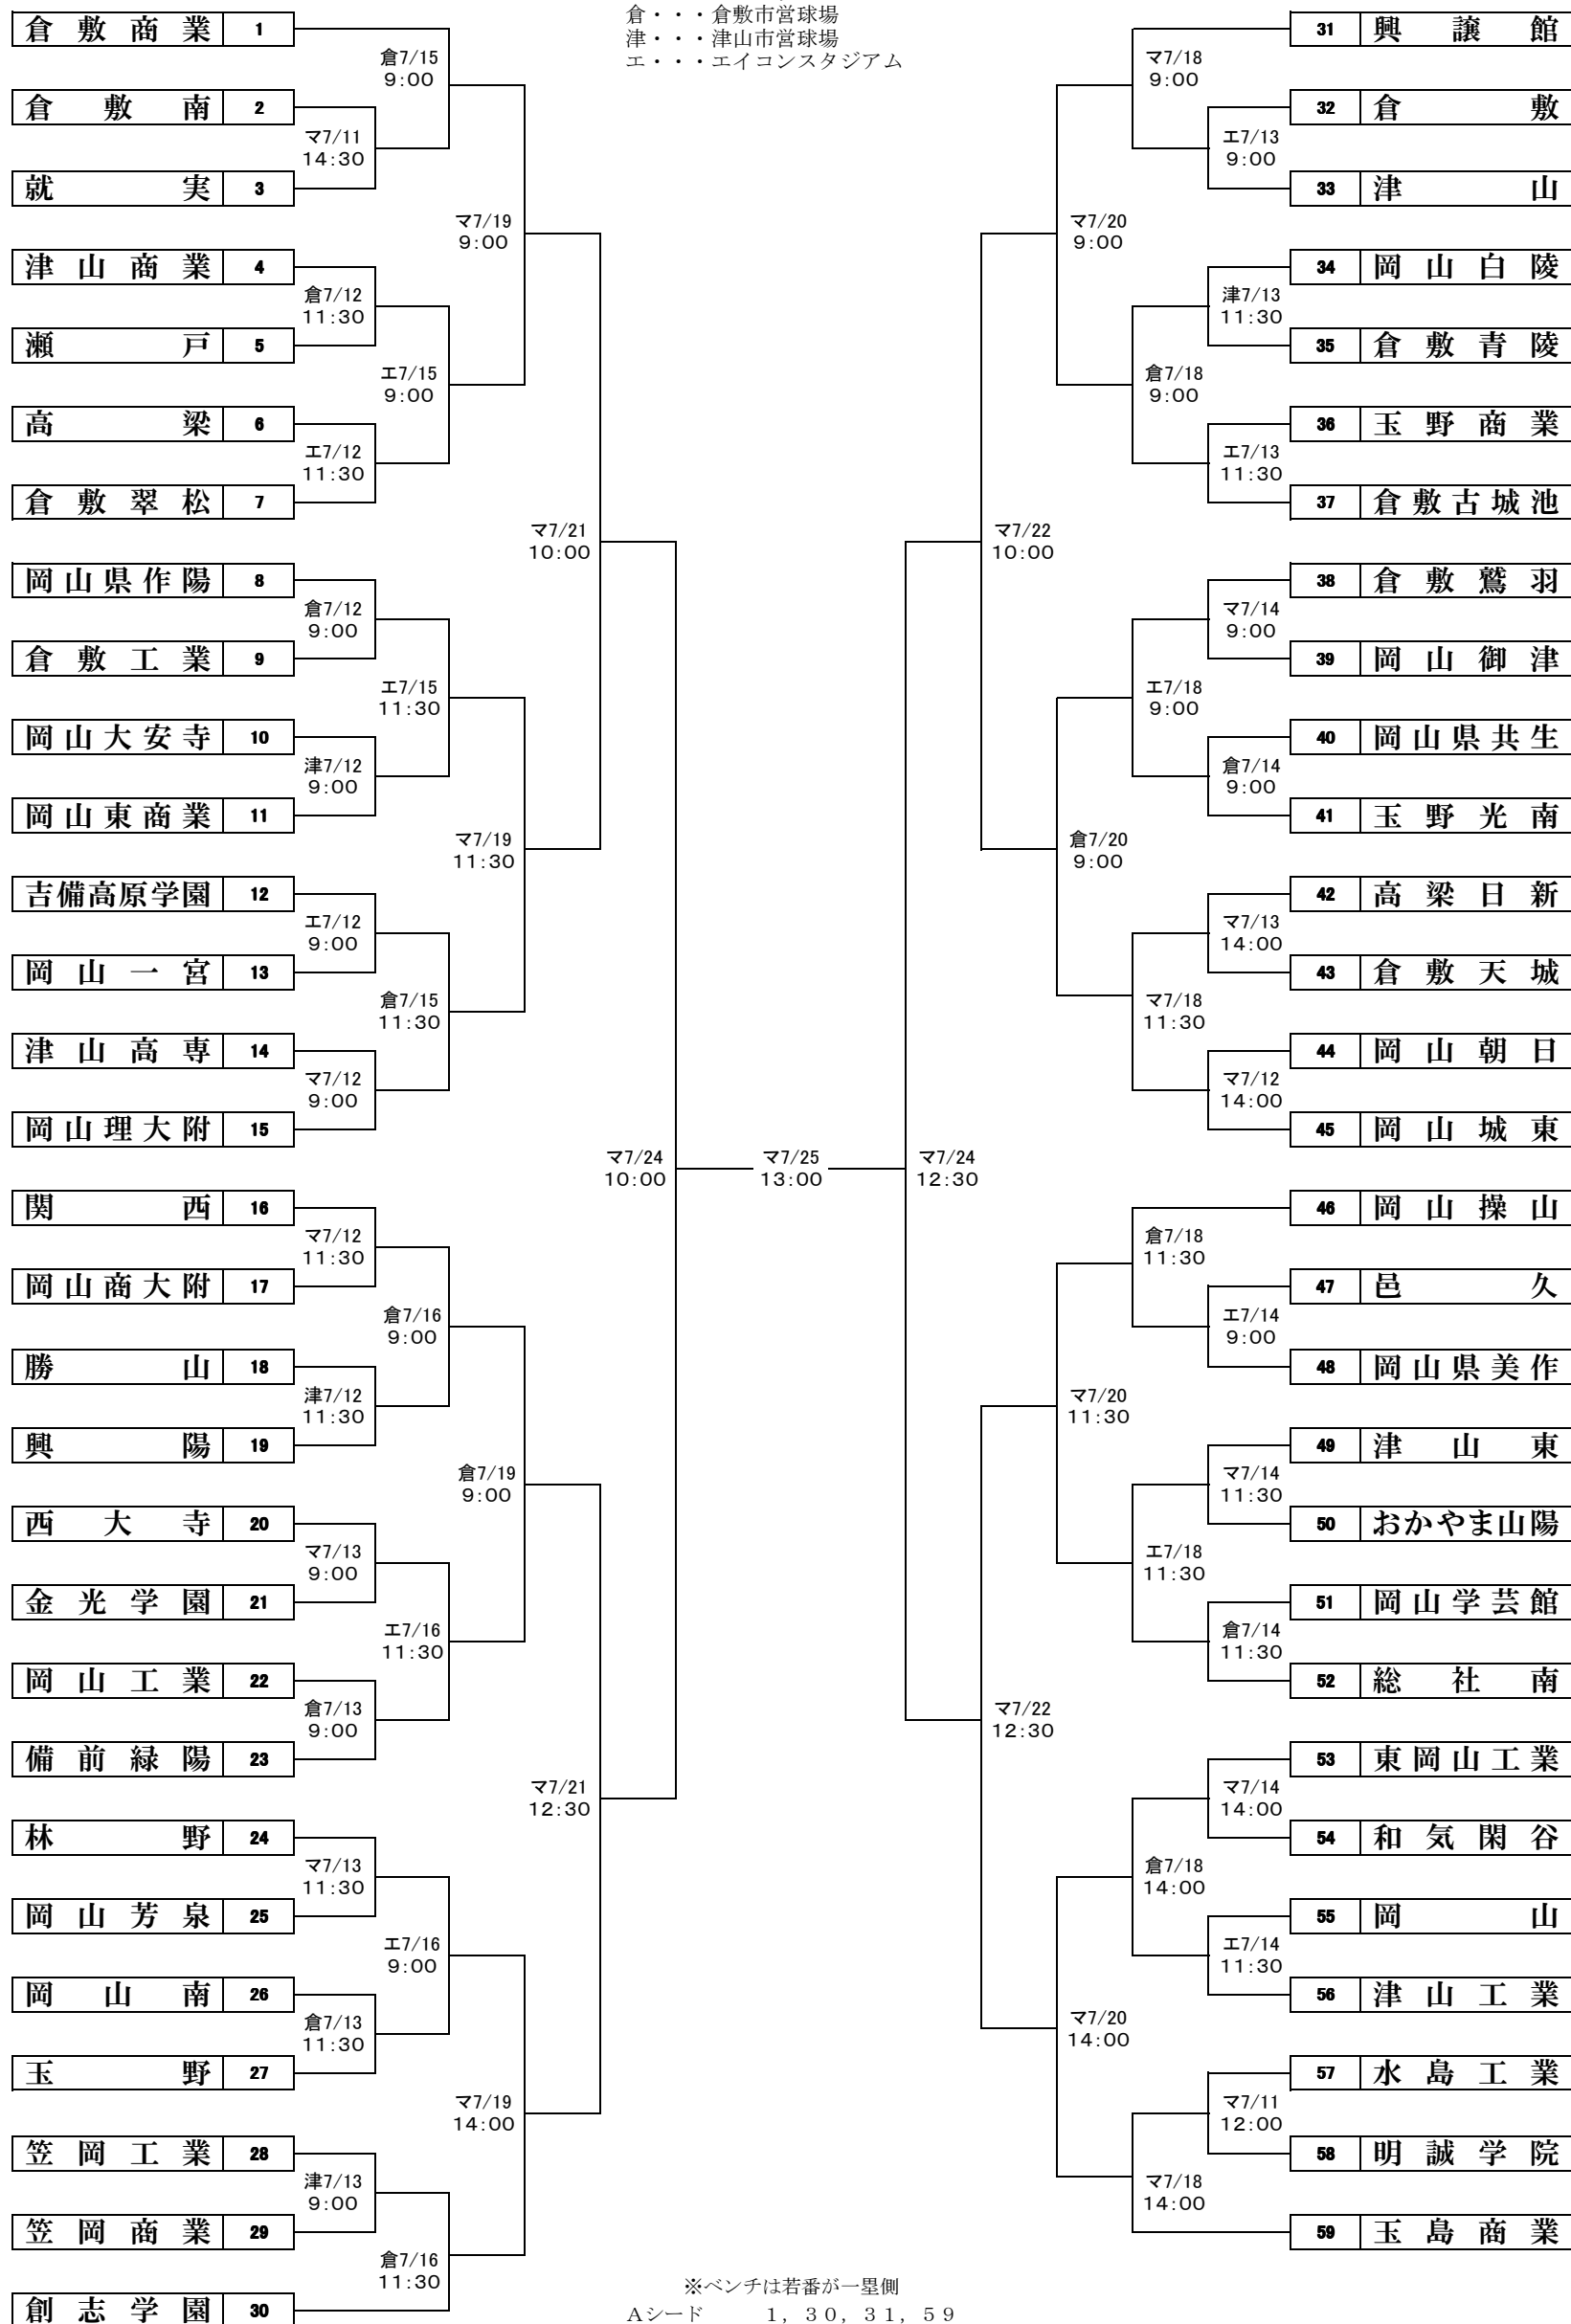 倉・・・倉敷市営球場
津・・・津山市営球場
エ・・・エイコンスタジアム
倉敷商業 1
倉敷南 2
就実 3
津山商業 4
瀬戸 5
高梁 6
倉敷翠松 7
岡山県作陽 8
倉敷工業 9
岡山大安寺 10
岡山東商業 11
吉備高原学園 12
岡山一宮 13
津山高専 14
岡山理大附 15
関西 16
岡山商大附 17
勝山 18
興陽 19
西大寺 20
金光学園 21
岡山工業 22
備前緑陽 23
林野 24
岡山芳泉 25
岡山南 26
玉野 27
笠岡工業 28
笠岡商業 29
創志学園 30
マ7/11
14:30
倉7/12
11:30
エ7/12
11:30
倉7/12
9:00
津7/12
9:00
エ7/12
9:00
マ7/12
9:00
マ7/12
11:30
津7/12
11:30
マ7/13
9:00
倉7/13
9:00
マ7/13
11:30
倉7/13
11:30
津7/13
9:00
倉7/15
9:00
エ7/15
9:00
エ7/15
11:30
倉7/15
11:30
倉7/16
9:00
エ7/16
11:30
エ7/16
9:00
倉7/16
11:30
マ7/19
9:00
マ7/19
11:30
倉7/19
9:00
マ7/19
14:00
マ7/21
10:00
マ7/21
12:30
マ7/24
10:00
マ7/25
13:00
マ7/24
12:30
マ7/22
10:00
マ7/22
12:30
マ7/20
9:00
倉7/20
9:00
マ7/20
11:30
マ7/20
14:00
マ7/18
9:00
倉7/18
9:00
エ7/18
9:00
マ7/18
11:30
倉7/18
11:30
エ7/18
11:30
倉7/18
14:00
マ7/18
14:00
エ7/13
9:00
津7/13
11:30
エ7/13
11:30
マ7/14
9:00
倉7/14
9:00
マ7/13
14:00
マ7/12
14:00
エ7/14
9:00
マ7/14
11:30
倉7/14
11:30
マ7/14
14:00
エ7/14
11:30
マ7/11
12:00
31 興譲館
32 倉敷
33 津山
34 岡山白陵
35 倉敷青陵
36 玉野商業
37 倉敷古城池
38 倉敷鷲羽
39 岡山御津
40 岡山県共生
41 玉野光南
42 高梁日新
43 倉敷天城
44 岡山朝日
45 岡山城東
46 岡山操山
47 邑久
48 岡山県美作
49 津山東
50 おかやま山陽
51 岡山学芸館
52 総社南
53 東岡山工業
54 和気閑谷
55 岡山
56 津山工業
57 水島工業
58 明誠学院
59 玉島商業
※ベンチは若番が一塁側
Aシード 1，30，31，59